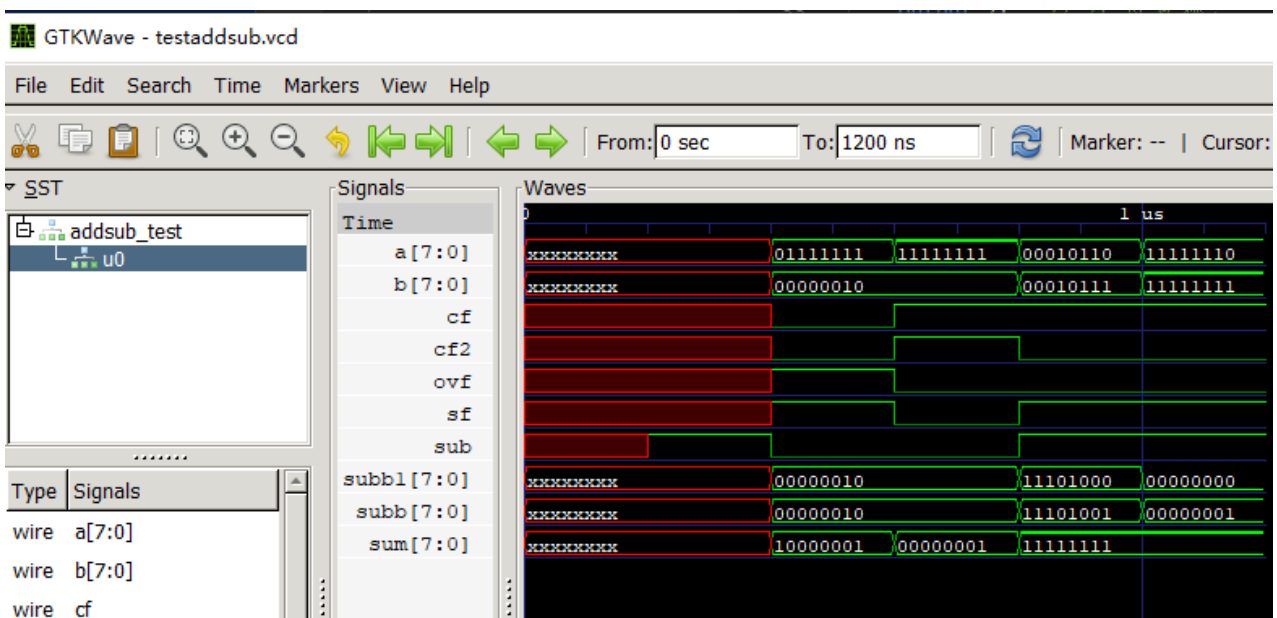 GTKWave - testaddsub.vcd
File Edit Search Time Markers View Help
From: 0 sec To: 1200 ns Marker: -- | Cursor:
SST
addsub_test
u0
Type Signals
wire a[7:0]
wire b[7:0]
wire cf
Signals
Time
a[7:0]
b[7:0]
cf
cf2
ovf
sf
sub
subb1[7:0]
subb[7:0]
sum[7:0]
Waves
0 1 us
xxxxxxxx 01111111 11111111 00010110 11111110
xxxxxxxx 00000010 00010111 11111111
xxxxxxxx 00000010 11101000 00000000
xxxxxxxx 00000010 11101001 00000001
xxxxxxxx 10000001 00000001 11111111